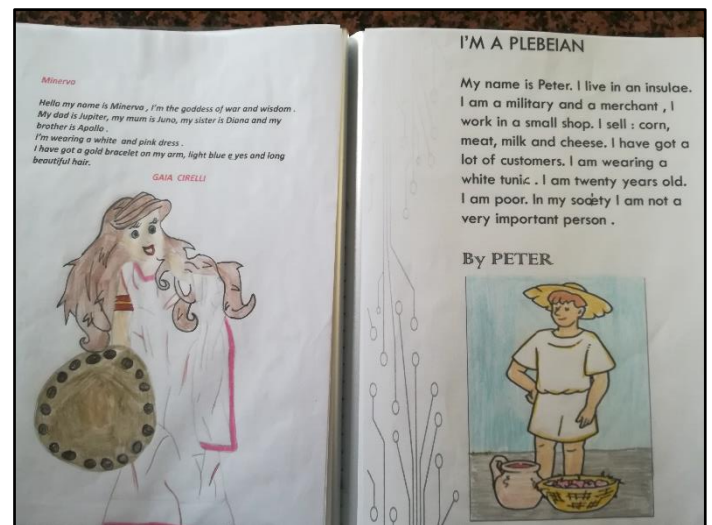 Minerva
Hello my name is Minerva , I'm the goddess of war and wisdom .
My dad is Jupiter, my mum is Juno, my sister is Diana and my
brother is Apollo .
I'm wearing a white and pink dress .
I have got a gold bracelet on my arm, light blue e yes and long
beautiful hair.
GAIA CIRELLI
I'M A PLEBEIAN
My name is Peter. I live in an insulae.
I am a military and a merchant , I
work in a small shop. I sell : corn,
meat, milk and cheese. I have got a
lot of customers. I am wearing a
white tunic . I am twenty years old.
I am poor. In my society I am not a
very important person .
By PETER